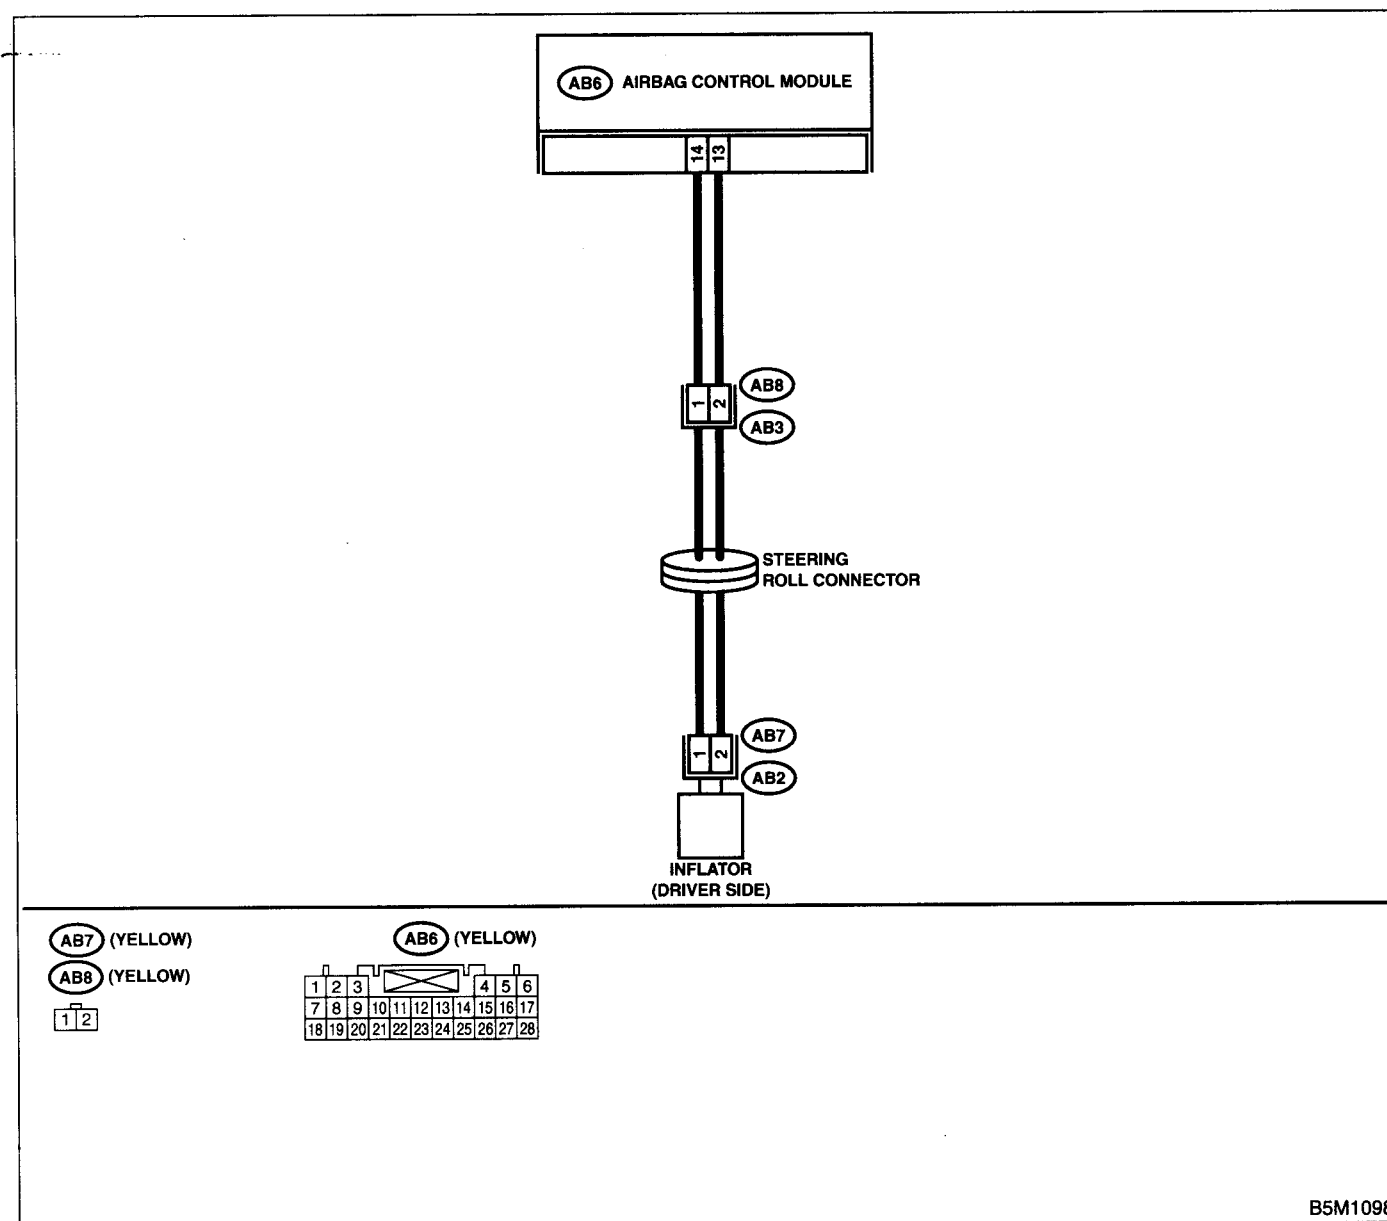 AB6 AIRBAG CONTROL MODULE
14 13
AB8
1 2
AB3
STEERING
ROLL CONNECTOR
AB7
1 2
AB2
INFLATOR
(DRIVER SIDE)
AB7 (YELLOW)
AB8 (YELLOW)
1 2
AB6 (YELLOW)
1 2 3 4 5 6
7 8 9 10 11 12 13 14 15 16 17
18 19 20 21 22 23 24 25 26 27 28
B5M1098